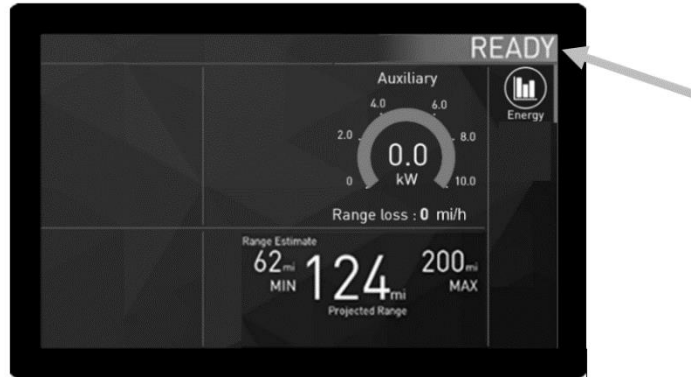 READY
Auxiliary
Energy
4.0 6.0
2.0 8.0
0.0
kW
0 10.0
Range loss : 0 mi/h
Range Estimate
62mi 124mi 200mi
MIN MAX
Projected Range